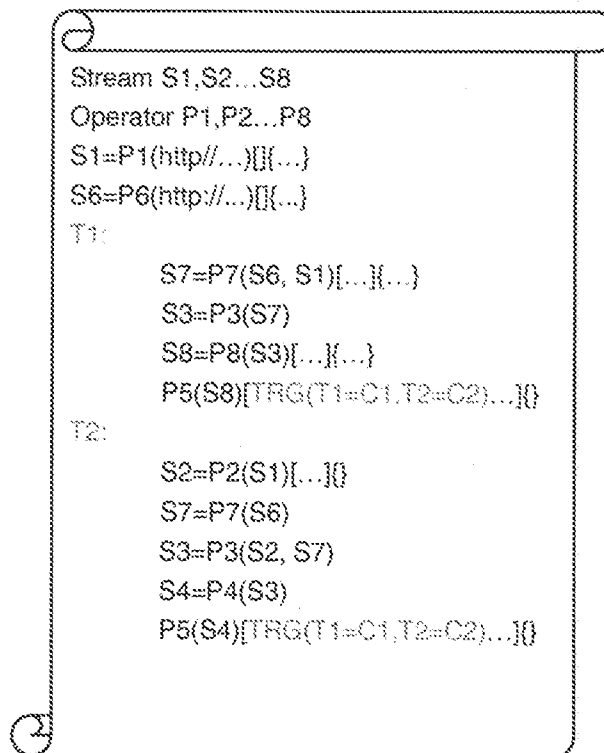 Stream S1,S2...S8
Operator P1,P2...P8
S1=P1(http//...)[]{...}
S6=P6(http://...)[]{...}
T1:
S7=P7(S6, S1)[...]{...}
S3=P3(S7)
S8=P8(S3)[...]{...}
P5(S8)[TRG(T1=C1,T2=C2)...]{}
T2:
S2=P2(S1)[...]{}
S7=P7(S6)
S3=P3(S2, S7)
S4=P4(S3)
P5(S4)[TRG(T1=C1,T2=C2)...]{}